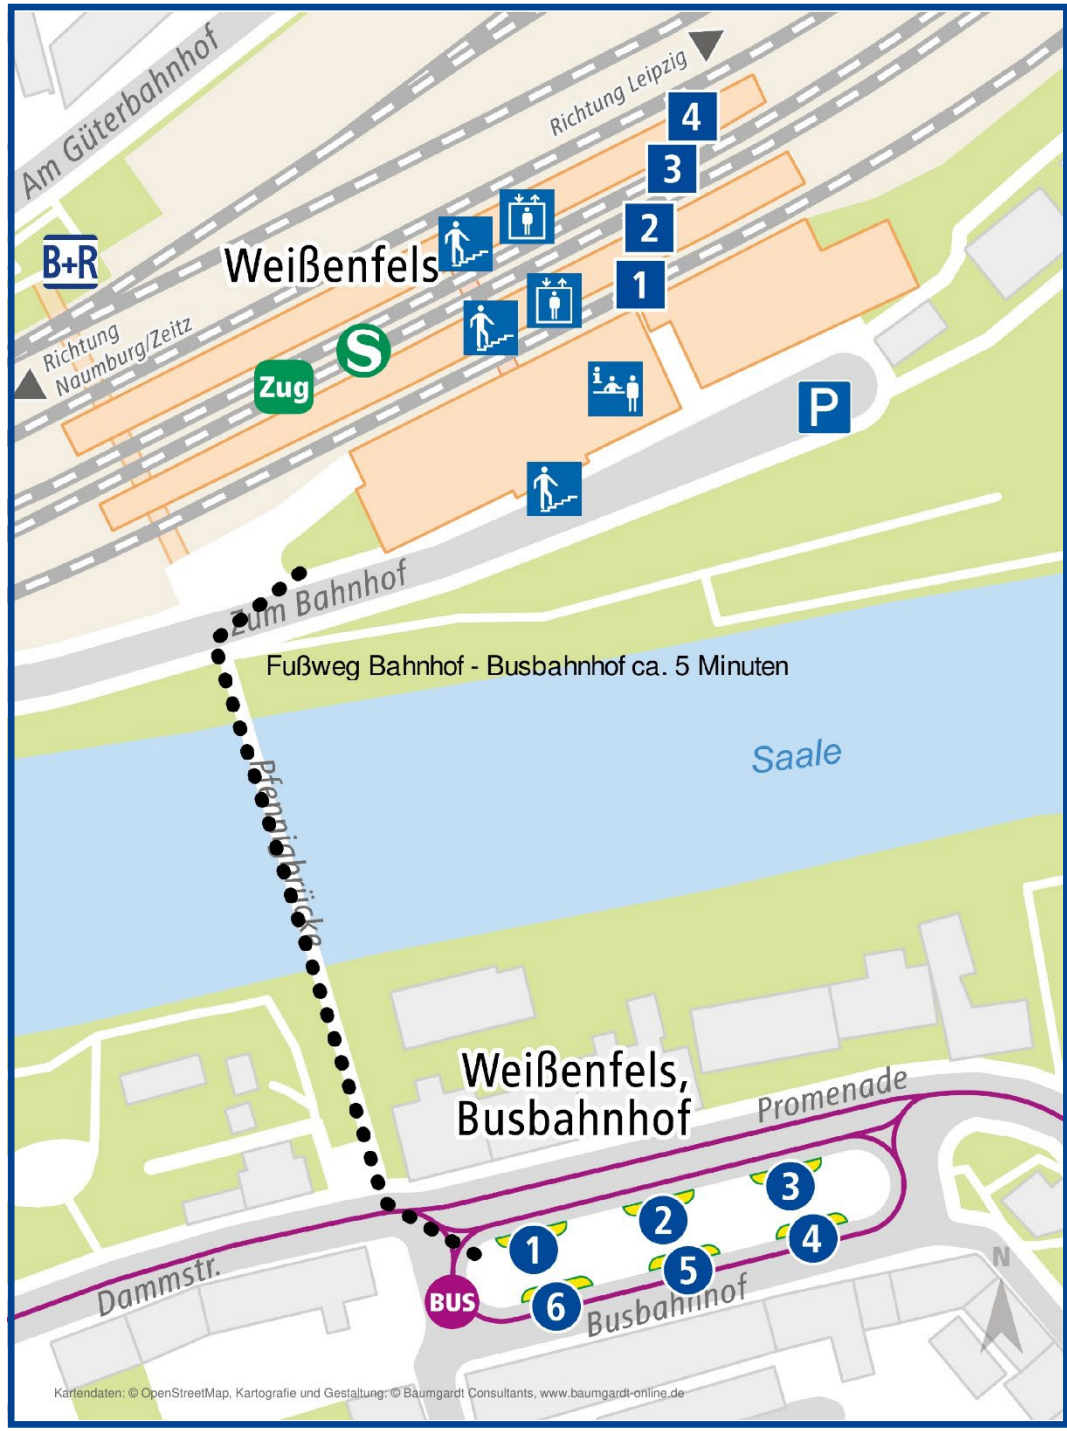 Am Güterbahnhof
Richtung Leipzig
4
3
2
1
B+R
Weißenfels
Richtung
Naumburg/Zeitz
S
Zug
i
P
Zum Bahnhof
Fußweg Bahnhof - Busbahnhof ca. 5 Minuten
Saale
Pfennigbrücke
Weißenfels,
Busbahnhof
Promenade
3
2
1
4
5
6
BUS
Dammstr.
Busbahnhof
N
Kartendaten: © OpenStreetMap, Kartografie und Gestaltung: © Baumgardt Consultants, www.baumgardt-online.de